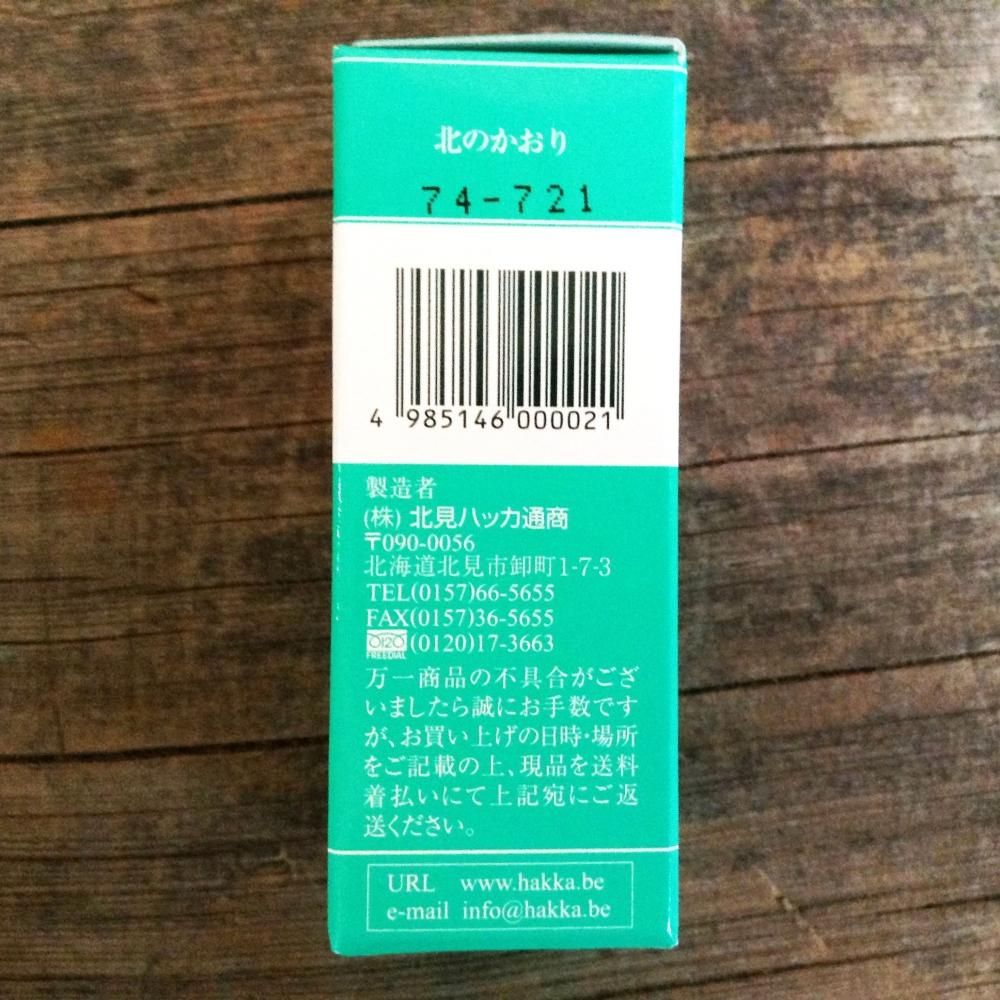 北のかおり
74-721
4 985146 000021
製造者
(株) 北見ハッカ通商
〒090-0056
北海道北見市卸町1-7-3
TEL(0157)66-5655
FAX(0157)36-5655
0120 FREEDIAL (0120)17-3663
万一商品の不具合がござ
いましたら誠にお手数です
が、お買い上げの日時・場所
をご記載の上、現品を送料
着払いにて上記宛にご返
送ください。
URL www.hakka.be
e-mail info@hakka.be